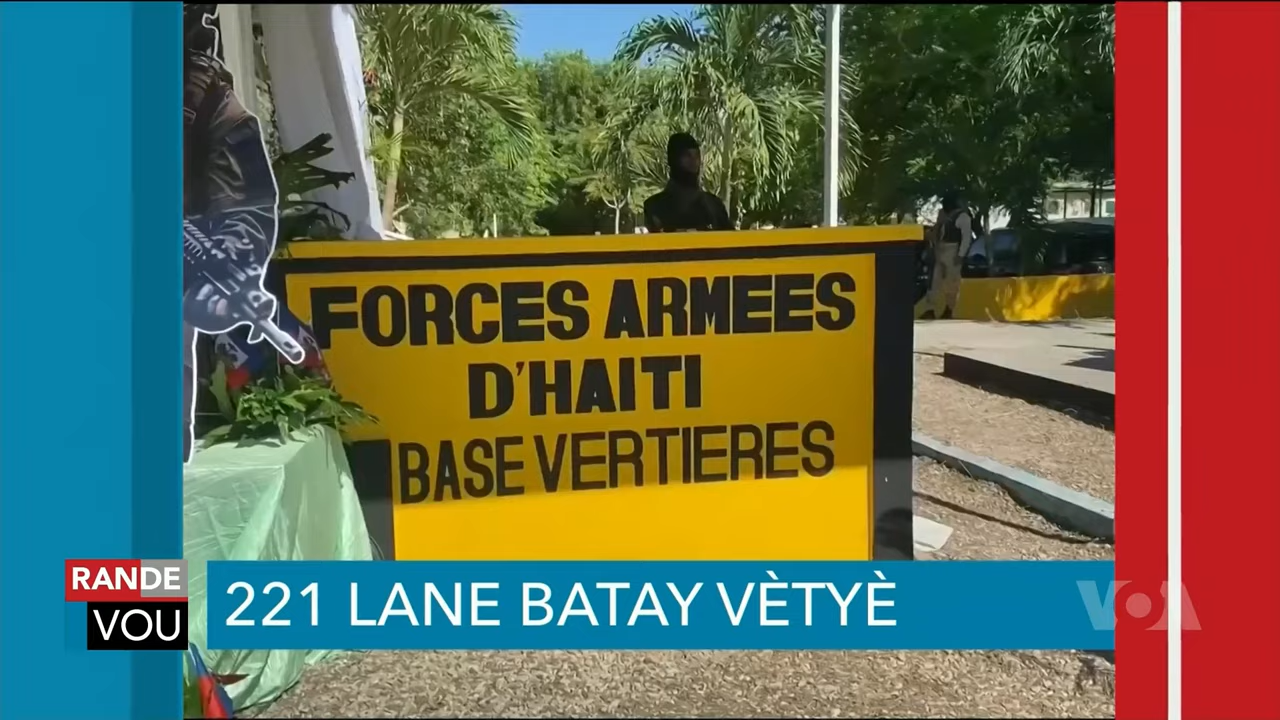 FORCES ARMEES
D'HAITI
BASE VERTIERES
RANDE
VOU
221 LANE BATAY VÈTYÈ
VOA